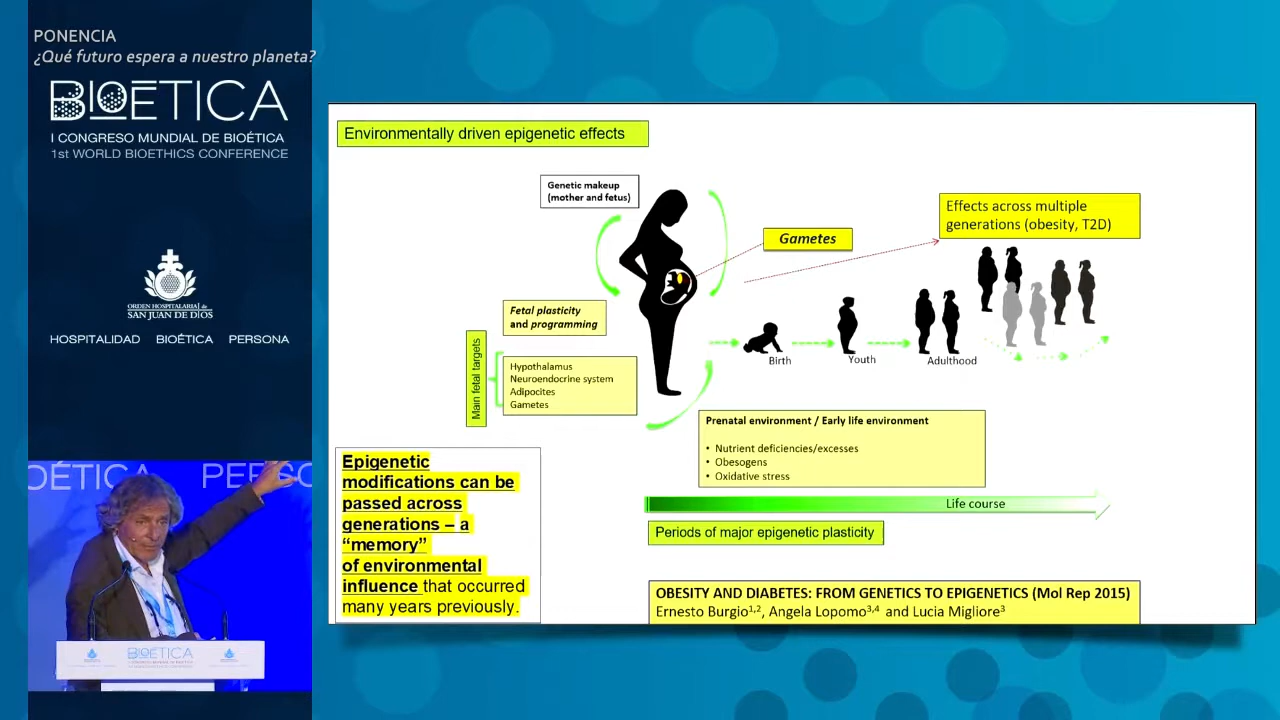 PONENCIA
¿Qué futuro espera a nuestro planeta?
BIOÉTICA
I CONGRESO MUNDIAL DE BIOÉTICA
1st WORLD BIOETHICS CONFERENCE
ORDEN HOSPITALARIA | de
SAN JUAN DE DIOS
HOSPITALIDAD BIOÉTICA PERSONA
OÉTICA PERSO
BIOÉTICA
Environmentally driven epigenetic effects
Genetic makeup
(mother and fetus)
Gametes
Effects across multiple
generations (obesity, T2D)
Fetal plasticity
and programming
Main fetal targets
Hypothalamus
Neuroendocrine system
Adipocites
Gametes
Birth
Youth
Adulthood
Prenatal environment / Early life environment
• Nutrient deficiencies/excesses
• Obesogens
• Oxidative stress
Life course
Periods of major epigenetic plasticity
Epigenetic
modifications can be
passed across
generations – a
“memory”
of environmental
influence that occurred
many years previously.
OBESITY AND DIABETES: FROM GENETICS TO EPIGENETICS (Mol Rep 2015)
Ernesto Burgio1,2, Angela Lopomo3,4 and Lucia Migliore3